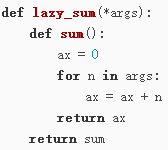 def lazy_sum(*args):
    def sum():
        ax = 0
        for n in args:
            ax = ax + n
        return ax
    return sum